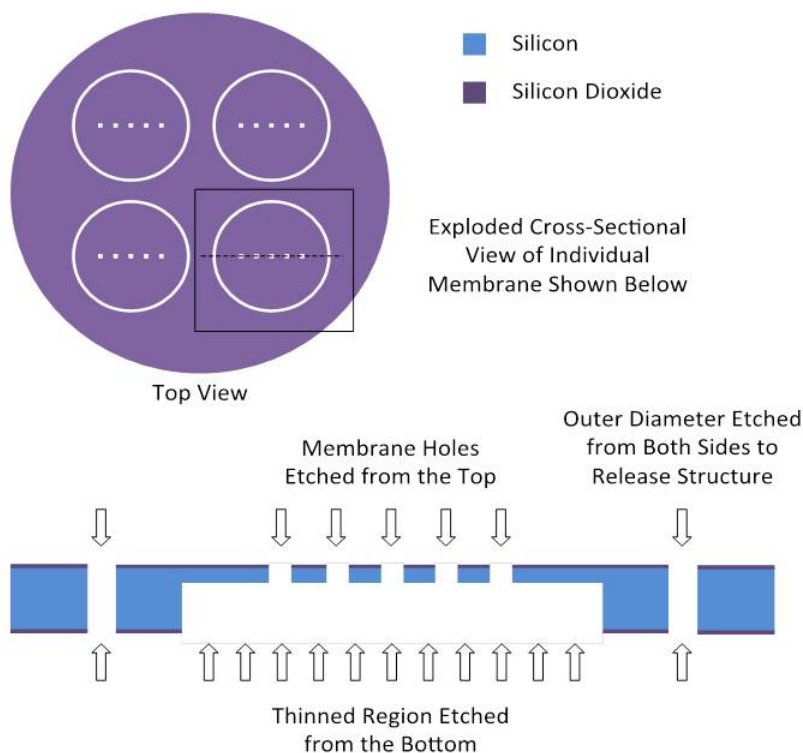 Silicon
Silicon Dioxide
Exploded Cross-Sectional
View of Individual
Membrane Shown Below
Top View
Membrane Holes
Etched from the Top
Outer Diameter Etched
from Both Sides to
Release Structure
Thinned Region Etched
from the Bottom